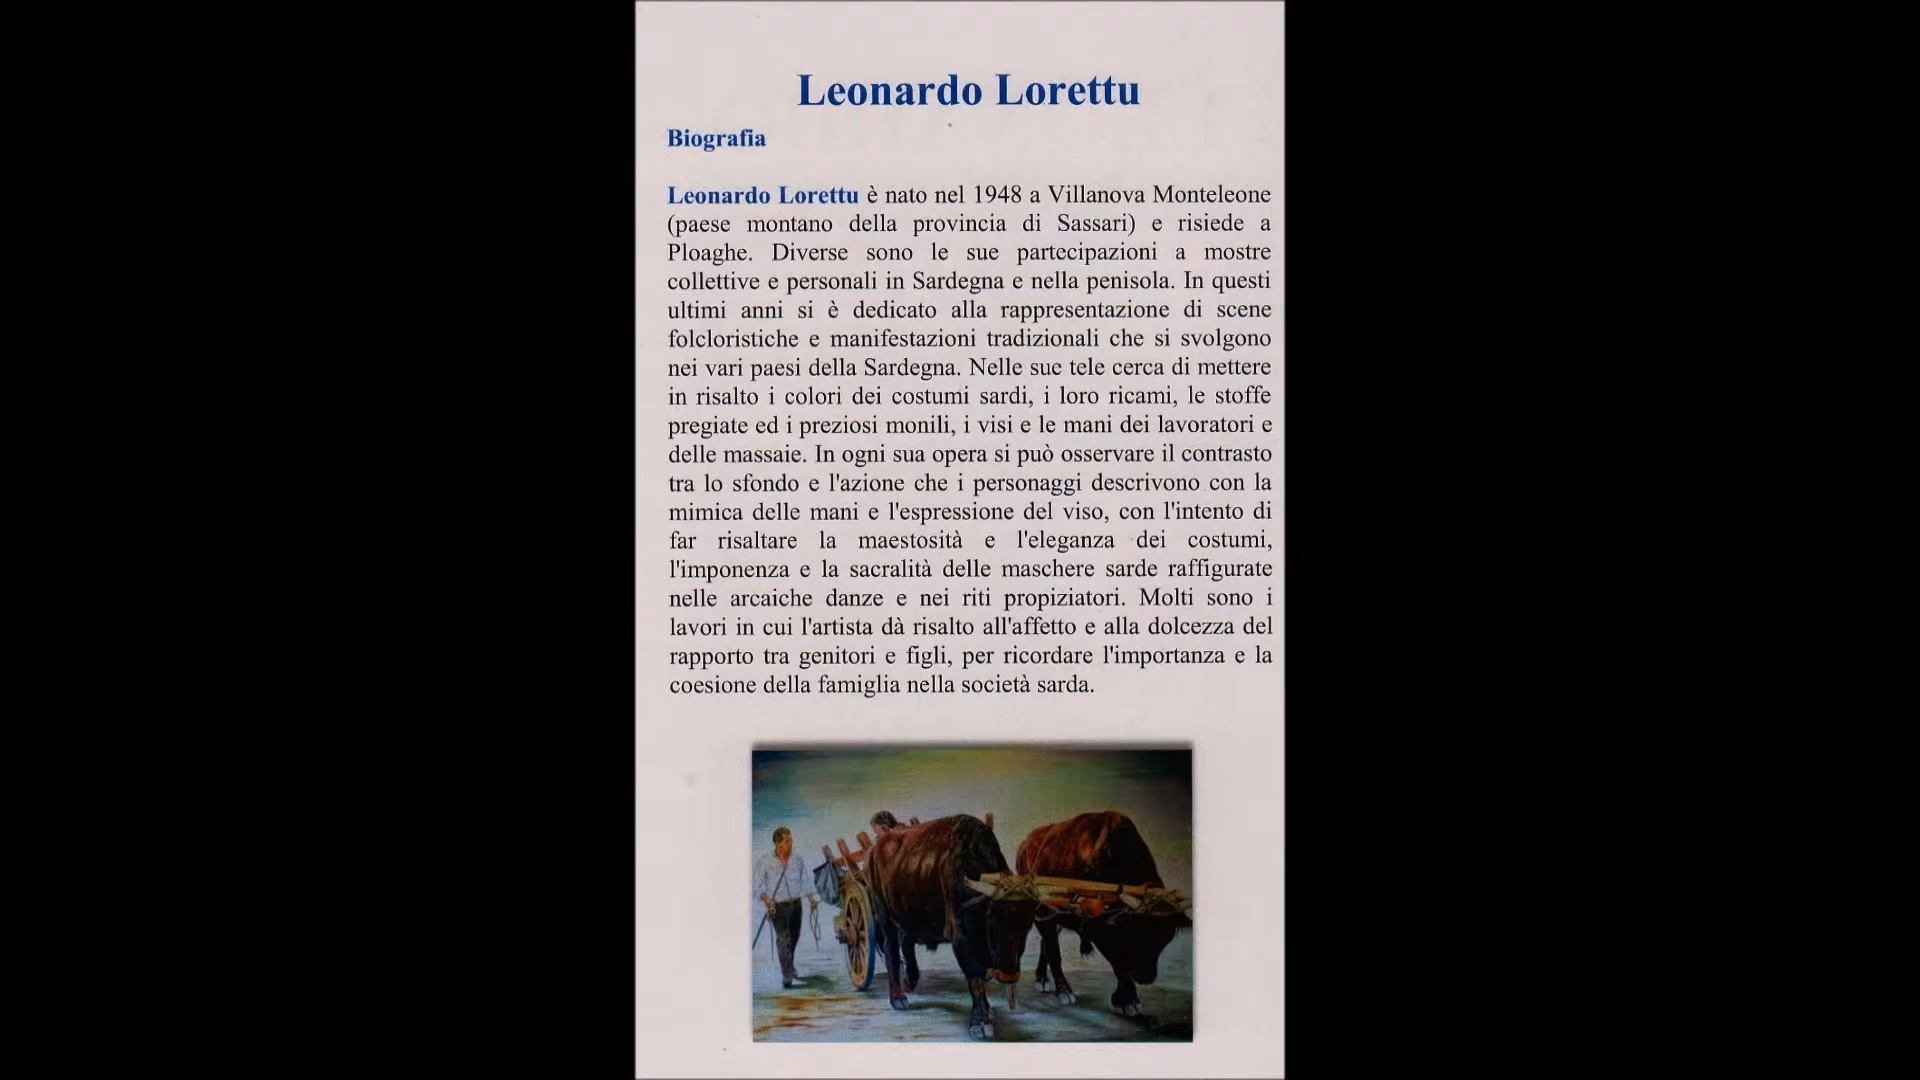 Leonardo Lorettu
Biografia
Leonardo Lorettu è nato nel 1948 a Villanova Monteleone
(paese montano della provincia di Sassari) e risiede a
Ploaghe. Diverse sono le sue partecipazioni a mostre
collettive e personali in Sardegna e nella penisola. In questi
ultimi anni si è dedicato alla rappresentazione di scene
folcloristiche e manifestazioni tradizionali che si svolgono
nei vari paesi della Sardegna. Nelle sue tele cerca di mettere
in risalto i colori dei costumi sardi, i loro ricami, le stoffe
pregiate ed i preziosi monili, i visi e le mani dei lavoratori e
delle massaie. In ogni sua opera si può osservare il contrasto
tra lo sfondo e l'azione che i personaggi descrivono con la
mimica delle mani e l'espressione del viso, con l'intento di
far risaltare la maestosità e l'eleganza dei costumi,
l'imponenza e la sacralità delle maschere sarde raffigurate
nelle arcaiche danze e nei riti propiziatori. Molti sono i
lavori in cui l'artista dà risalto all'affetto e alla dolcezza del
rapporto tra genitori e figli, per ricordare l'importanza e la
coesione della famiglia nella società sarda.